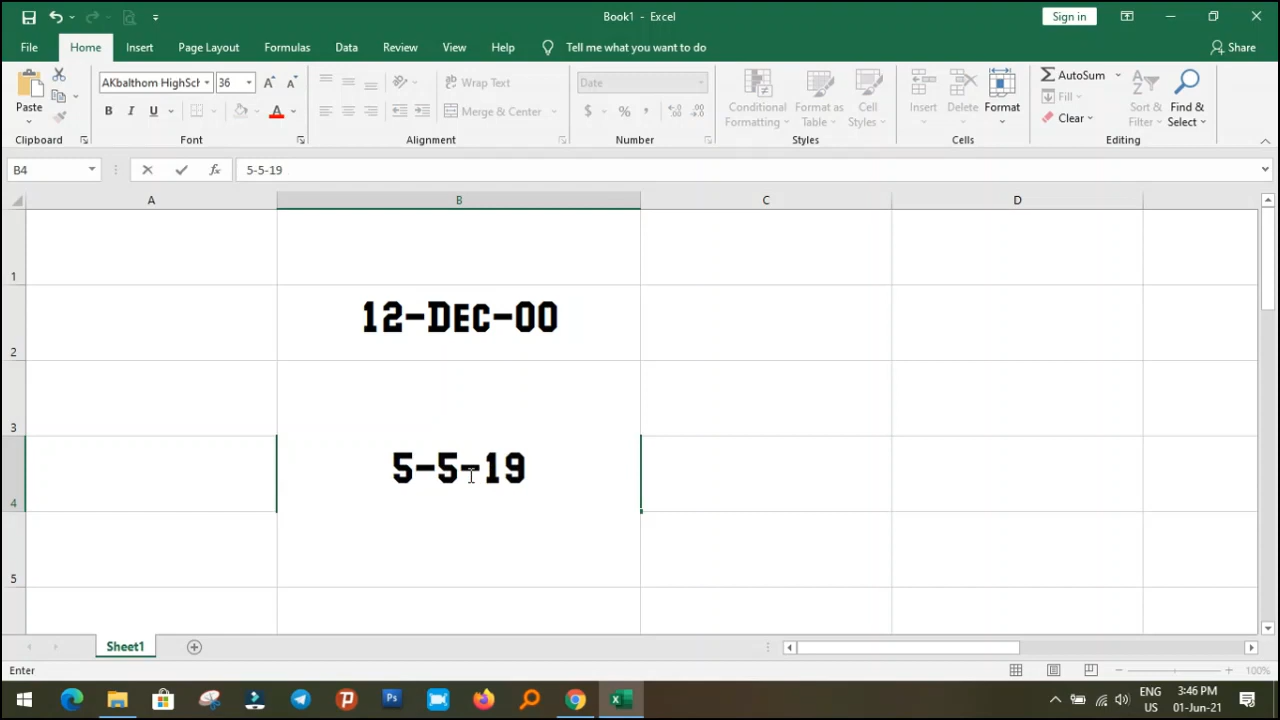 Book1 - Excel
Sign in
File Home Insert Page Layout Formulas Data Review View Help Tell me what you want to do Share
Paste
AKbalthom HighScl 36
B I U A
Wrap Text
Merge & Center
Date
$ % ,
Conditional Formatting
Format as Table
Cell Styles
Insert
Delete
Format
AutoSum
Fill
Clear
Sort & Filter
Find & Select
Clipboard Font Alignment Number Styles Cells Editing
B4 fx 5-5-19
A B C D
1
12-DEC-00
2
3
5-5-19
4
5
Sheet1
Enter 100%
ENG
US
3:46 PM
01-Jun-21